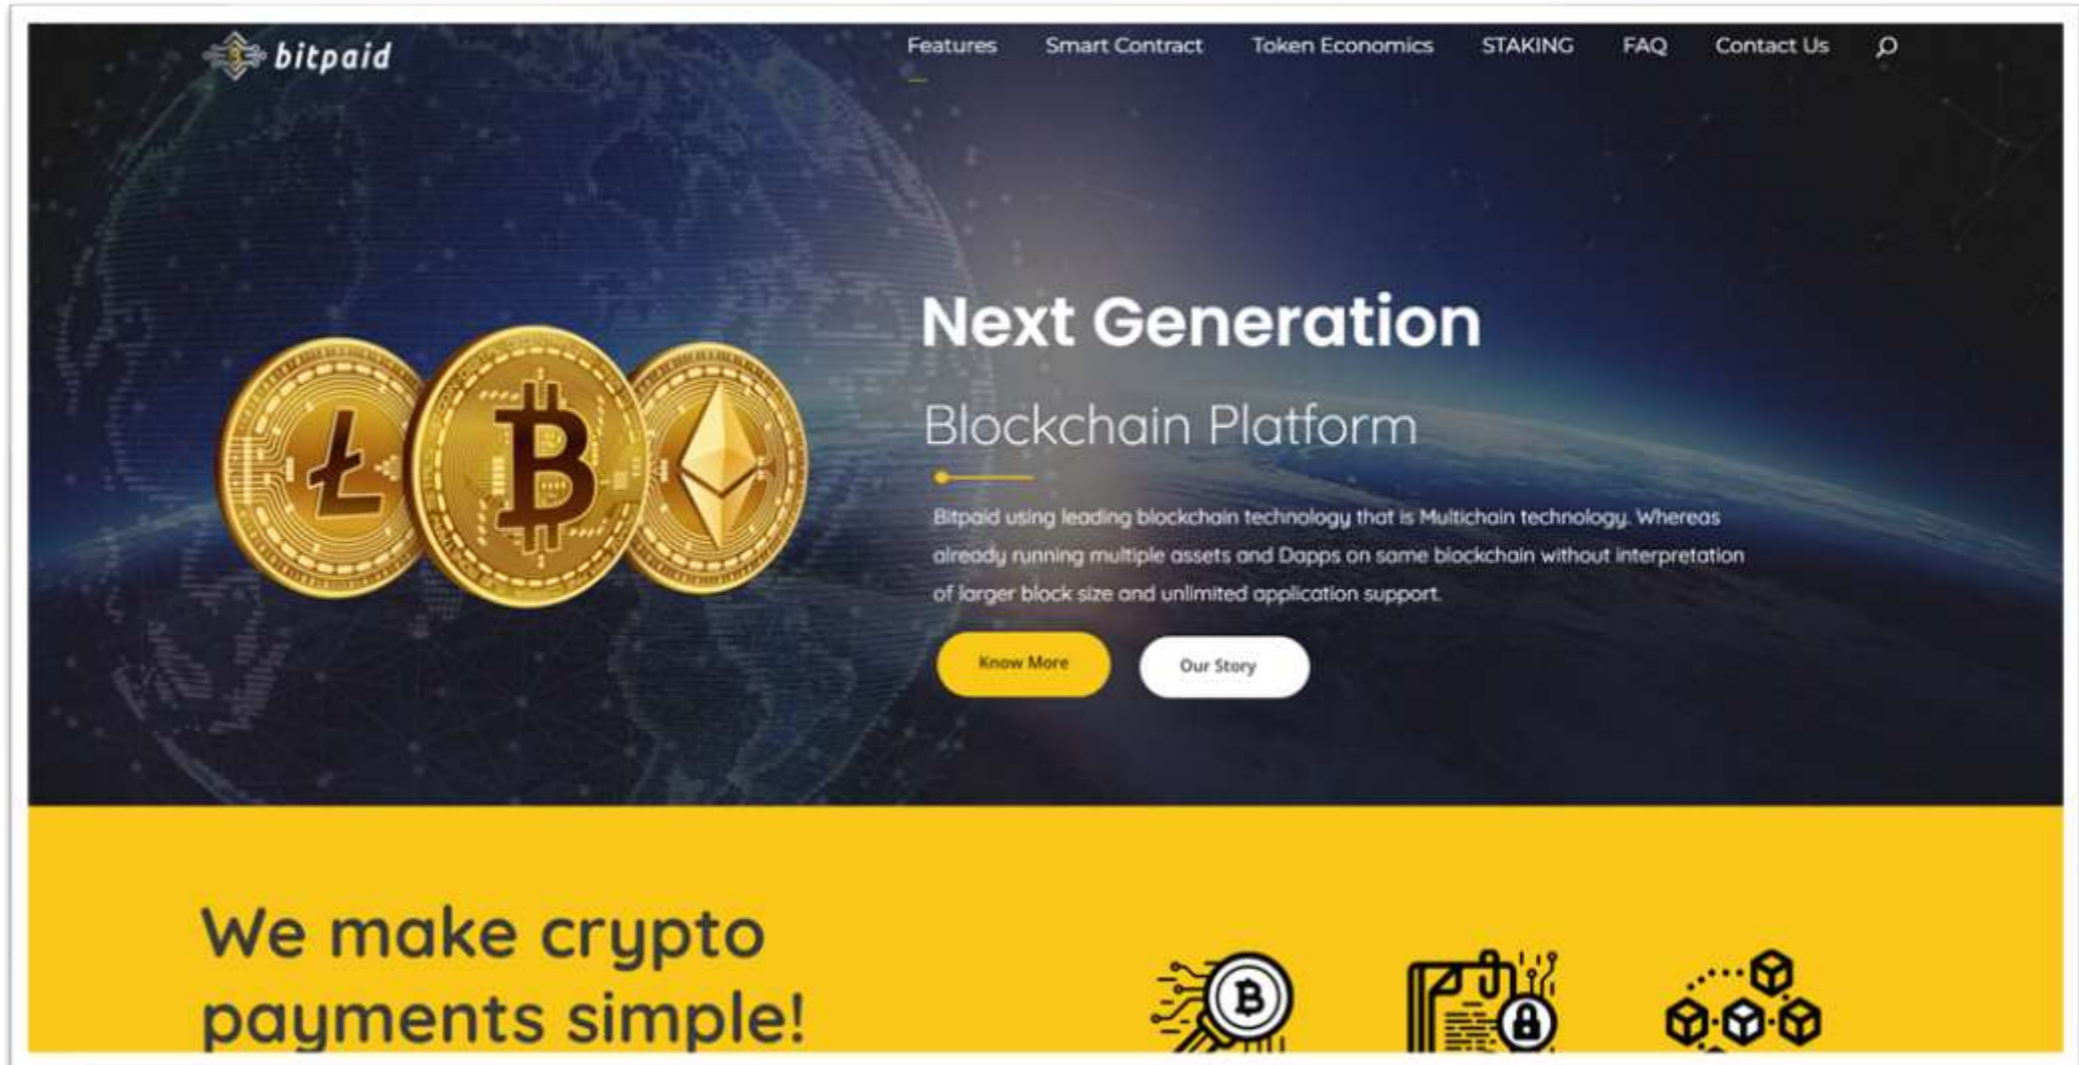 bitpaid
Features Smart Contract Token Economics STAKING FAQ Contact Us
Next Generation
Blockchain Platform
Bitpaid using leading blockchain technology that is Multichain technology. Whereas
already running multiple assets and Dapps on same blockchain without interpretation
of larger block size and unlimited application support.
Know More Our Story
We make crypto
payments simple!